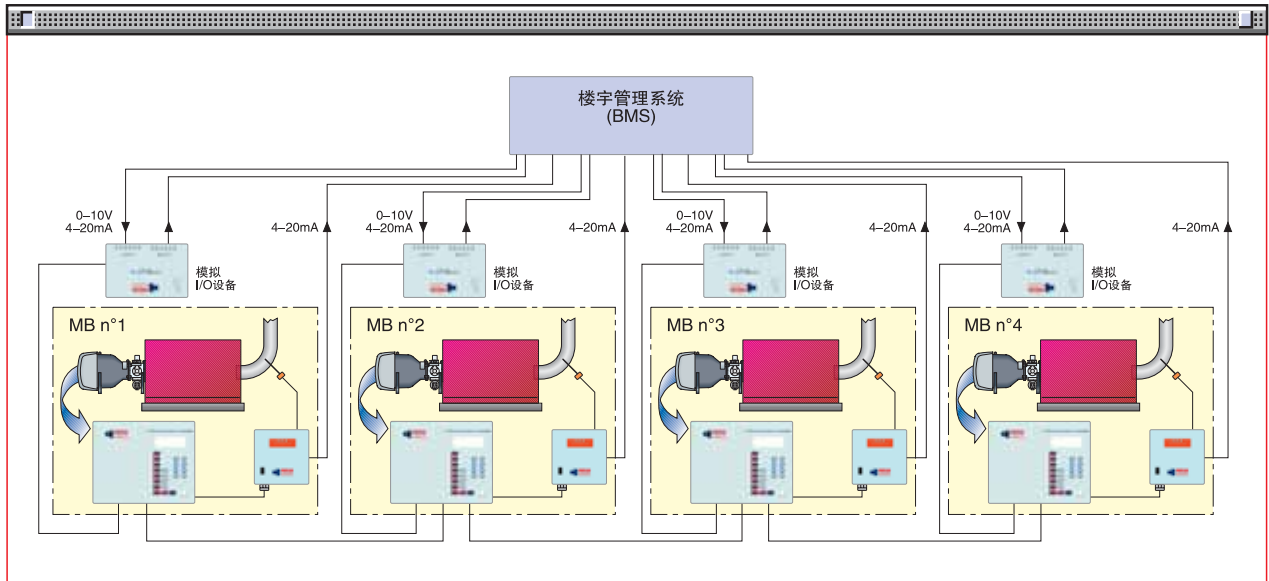 楼宇管理系统
(BMS)
0–10V
4–20mA
4–20mA
0–10V
4–20mA
4–20mA
0–10V
4–20mA
4–20mA
0–10V
4–20mA
4–20mA
模拟
I/O设备
模拟
I/O设备
模拟
I/O设备
模拟
I/O设备
MB n°1
MB n°2
MB n°3
MB n°4